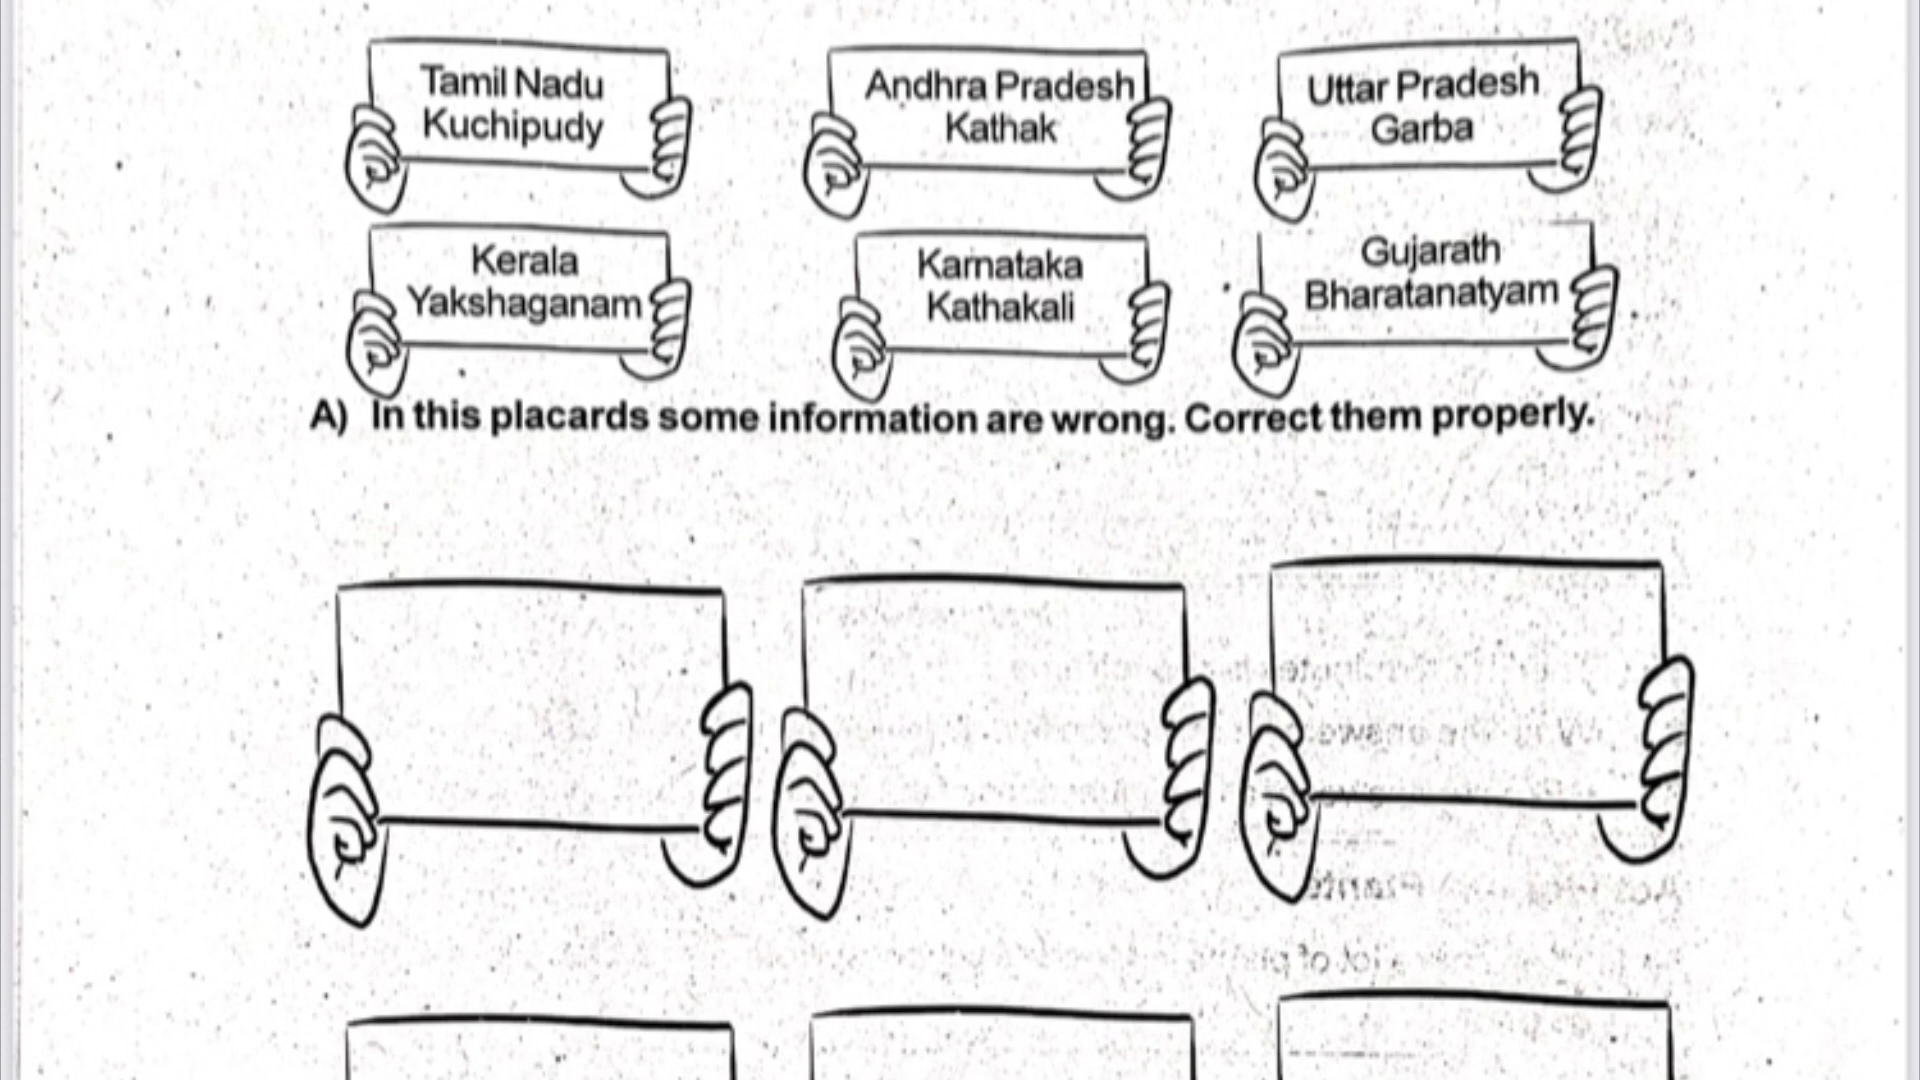 Tamil Nadu
Kuchipudy
Andhra Pradesh
Kathak
Uttar Pradesh
Garba
Kerala
Yakshaganam
Karnataka
Kathakali
Gujarath
Bharatanatyam
A) In this placards some information are wrong. Correct them properly.